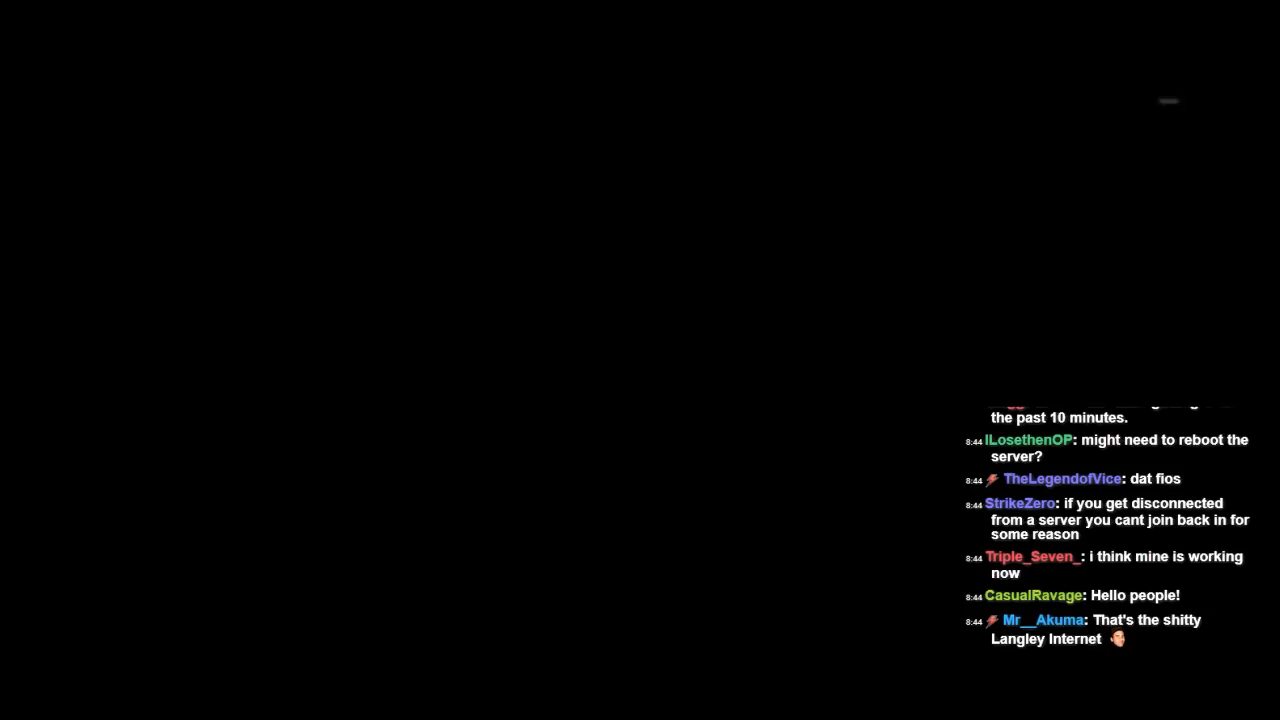 the past 10 minutes.
8:44 ILosethenOP: might need to reboot the
server?
8:44 TheLegendofVice: dat fios
8:44 StrikeZero: if you get disconnected
from a server you cant join back in for
some reason
8:44 Triple_Seven_: i think mine is working
now
8:44 CasualRavage: Hello people!
8:44 Mr__Akuma: That's the shitty
Langley Internet